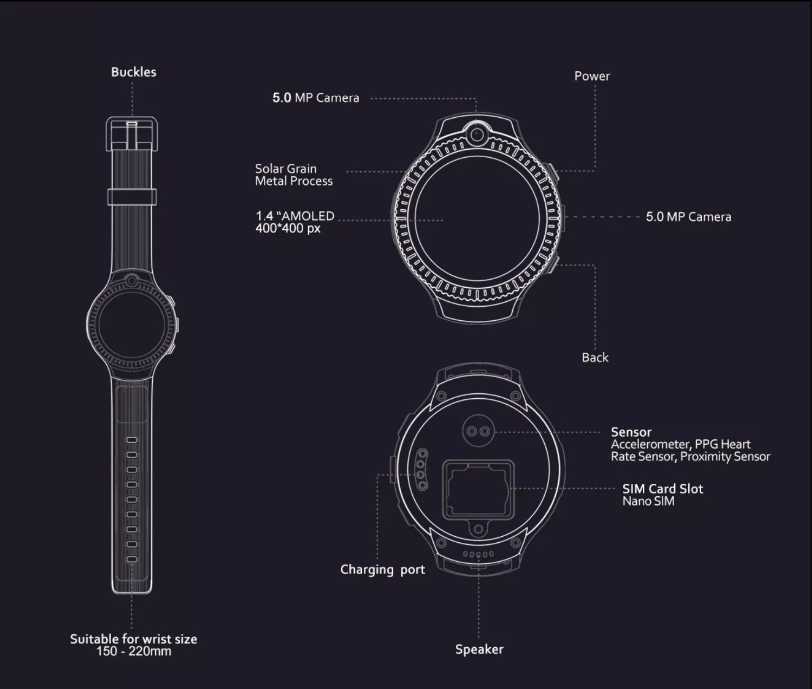 Buckles
5.0 MP Camera
Power
Solar Grain
Metal Process
1.4 "AMOLED
400*400 px
5.0 MP Camera
Back
Sensor
Accelerometer, PPG Heart
Rate Sensor, Proximity Sensor
SIM Card Slot
Nano SIM
Charging port
Suitable for wrist size
150 - 220mm
Speaker